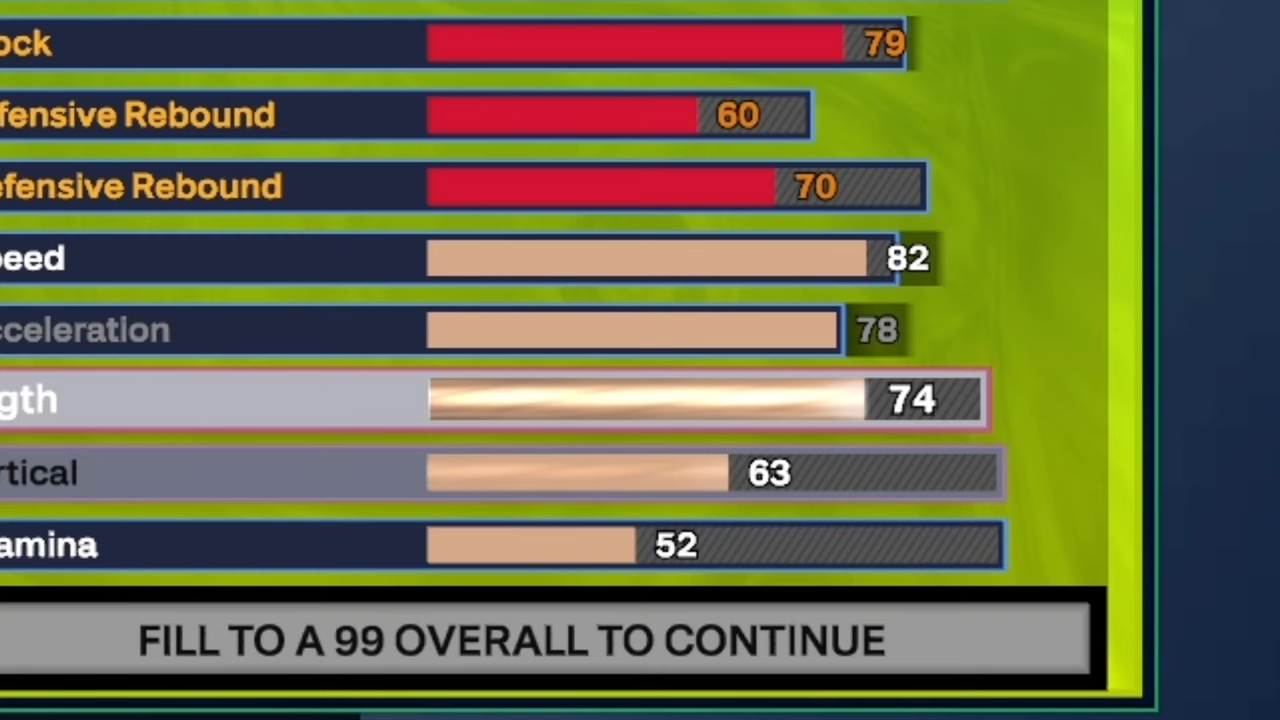 ock 79
fensive Rebound 60
efensive Rebound 70
peed 82
cceleration 78
gth 74
rtical 63
amina 52
FILL TO A 99 OVERALL TO CONTINUE